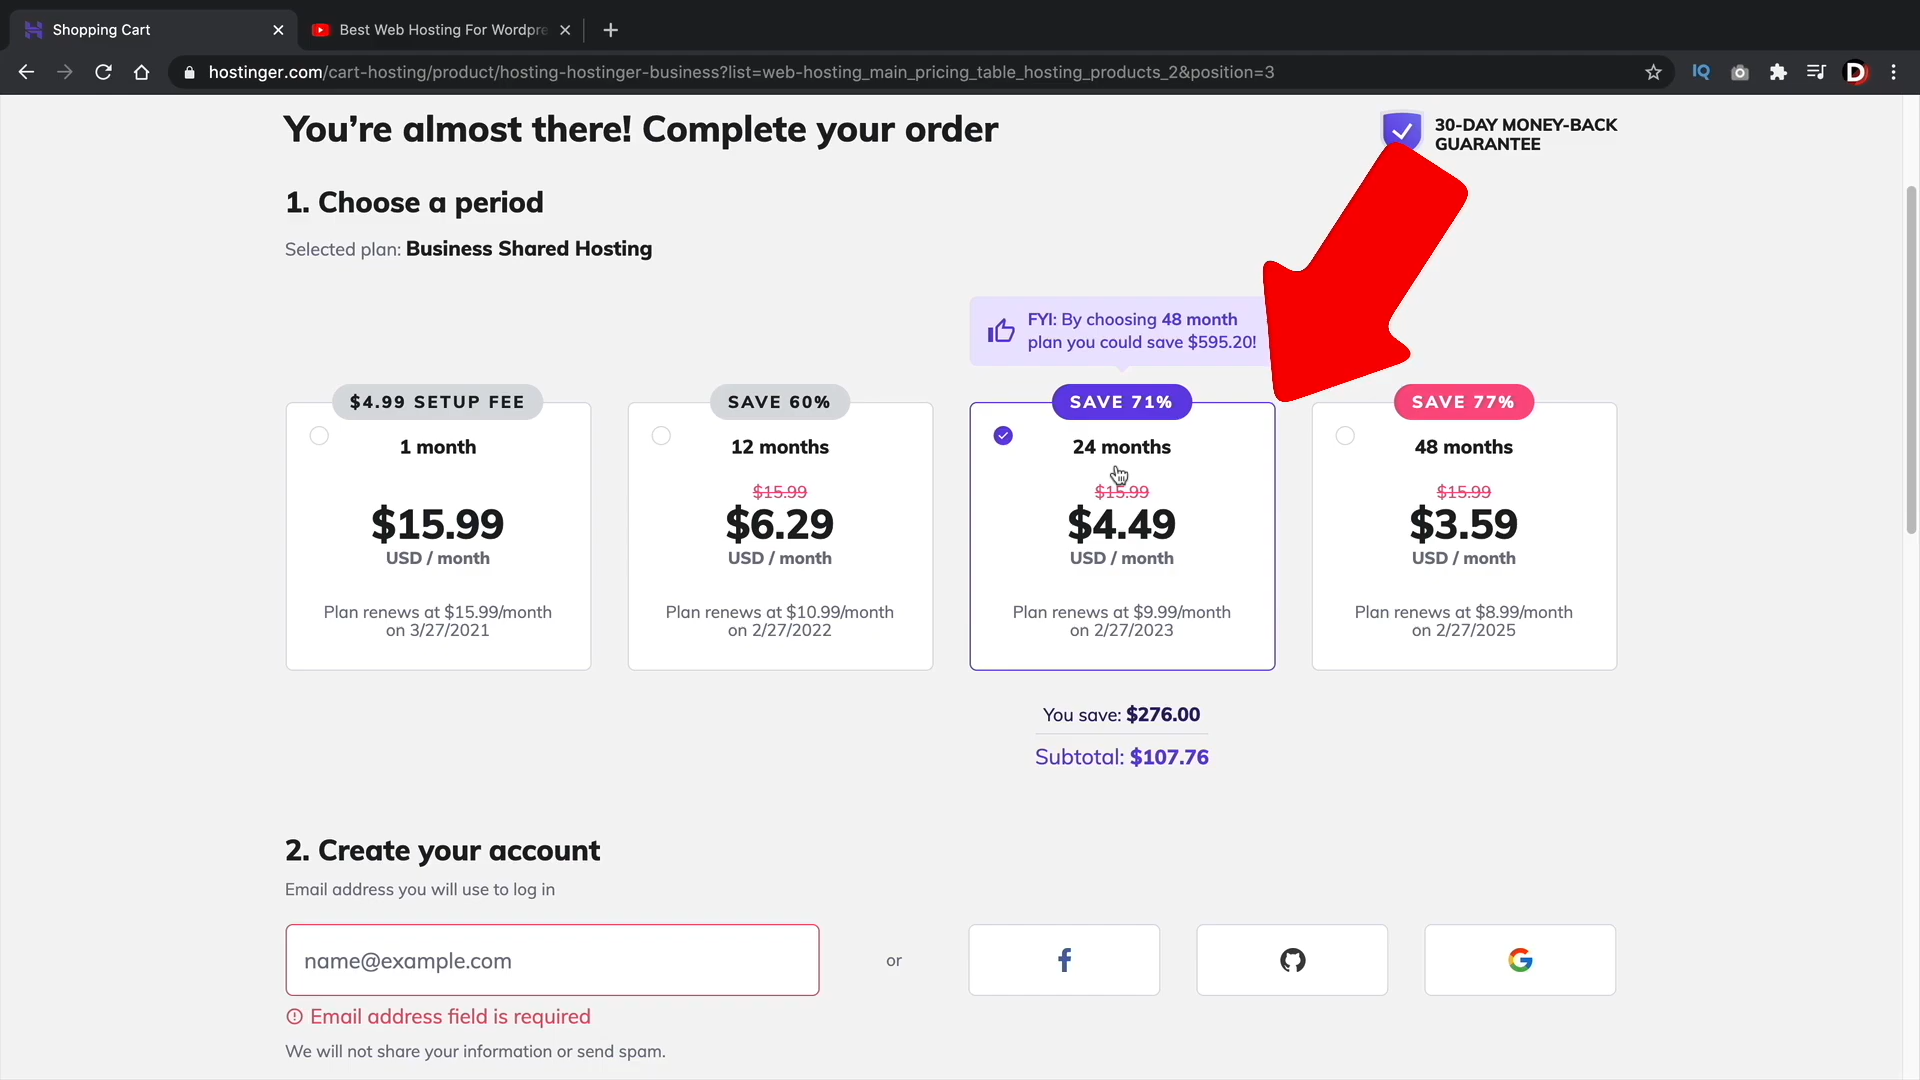 Shopping Cart
Best Web Hosting For Wordpre
hostinger.com/cart-hosting/product/hosting-hostinger-business?list=web-hosting_main_pricing_table_hosting_products_2&position=3
IQ
D
You’re almost there! Complete your order
30-DAY MONEY-BACK
GUARANTEE
1. Choose a period
Selected plan: Business Shared Hosting
FYI: By choosing 48 month
plan you could save $595.20!
$4.99 SETUP FEE
1 month
$15.99
USD / month
Plan renews at $15.99/month
on 3/27/2021
SAVE 60%
12 months
$15.99
$6.29
USD / month
Plan renews at $10.99/month
on 2/27/2022
SAVE 71%
24 months
$15.99
$4.49
USD / month
Plan renews at $9.99/month
on 2/27/2023
SAVE 77%
48 months
$15.99
$3.59
USD / month
Plan renews at $8.99/month
on 2/27/2025
You save: $276.00
Subtotal: $107.76
2. Create your account
Email address you will use to log in
name@example.com
or
Email address field is required
We will not share your information or send spam.